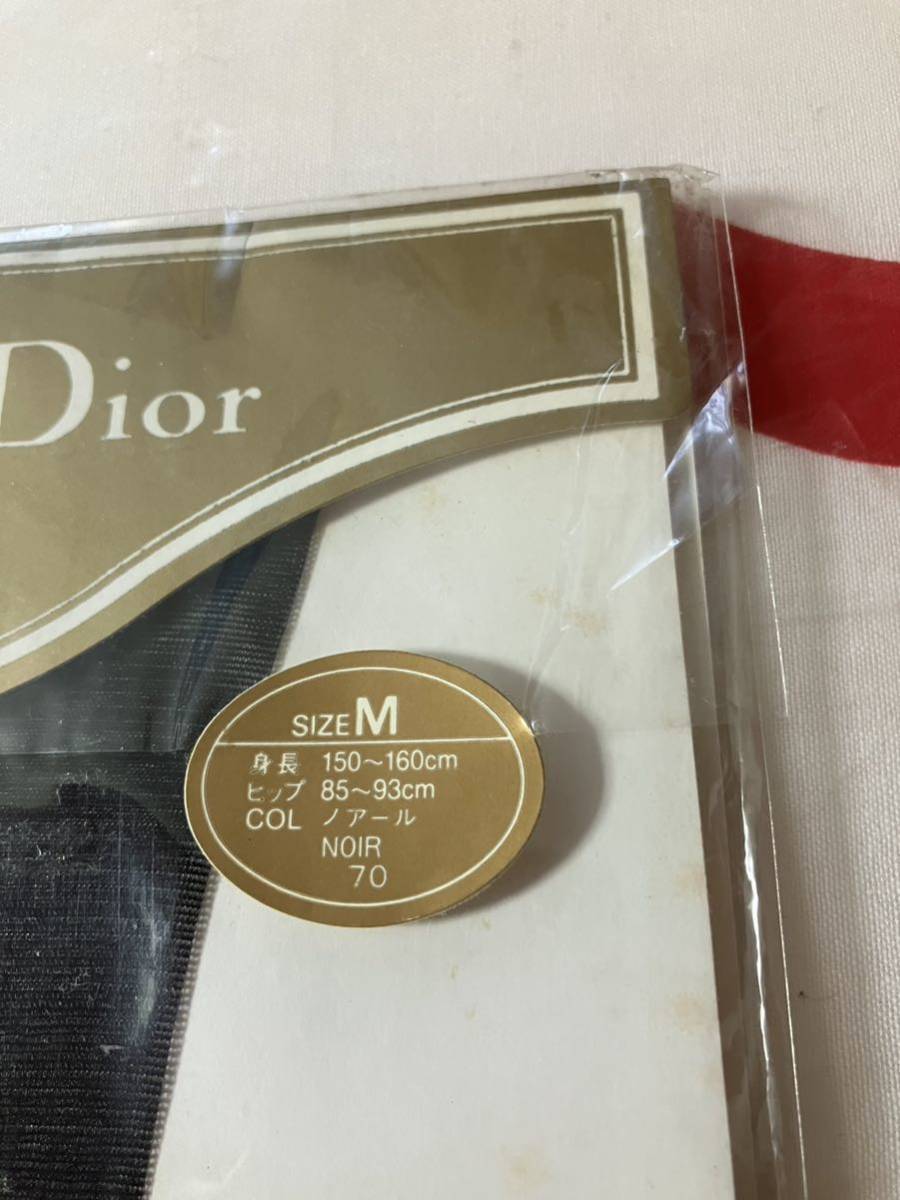 Dior
SIZE M
身長 150～160cm
ヒップ 85～93cm
COL ノアール
NOIR
70